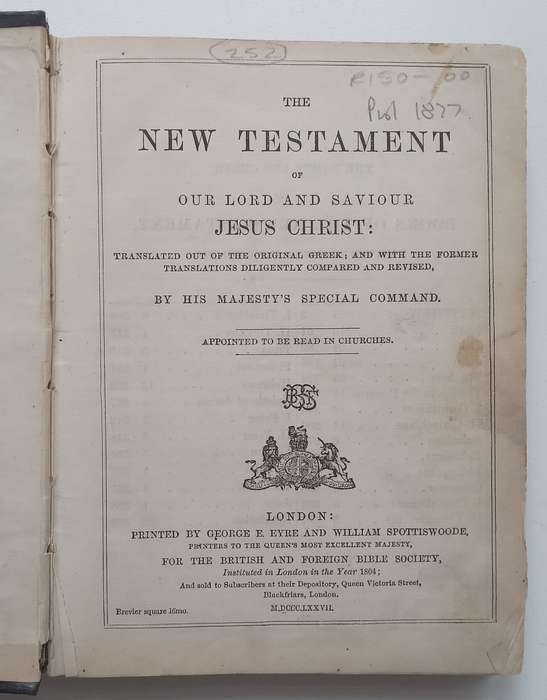 252
R150-00
Pub 1877
THE
NEW TESTAMENT
OF
OUR LORD AND SAVIOUR
JESUS CHRIST:
TRANSLATED OUT OF THE ORIGINAL GREEK; AND WITH THE FORMER
TRANSLATIONS DILIGENTLY COMPARED AND REVISED,
BY HIS MAJESTY'S SPECIAL COMMAND.
APPOINTED TO BE READ IN CHURCHES.
LONDON:
PRINTED BY GEORGE E. EYRE AND WILLIAM SPOTTISWOODE,
PRINTERS TO THE QUEEN'S MOST EXCELLENT MAJESTY,
FOR THE BRITISH AND FOREIGN BIBLE SOCIETY,
Instituted in London in the Year 1804;
And sold to Subscribers at their Depository, Queen Victoria Street,
Blackfriars, London.
Brevier square 16mo.
M.DCCC.LXXVII.